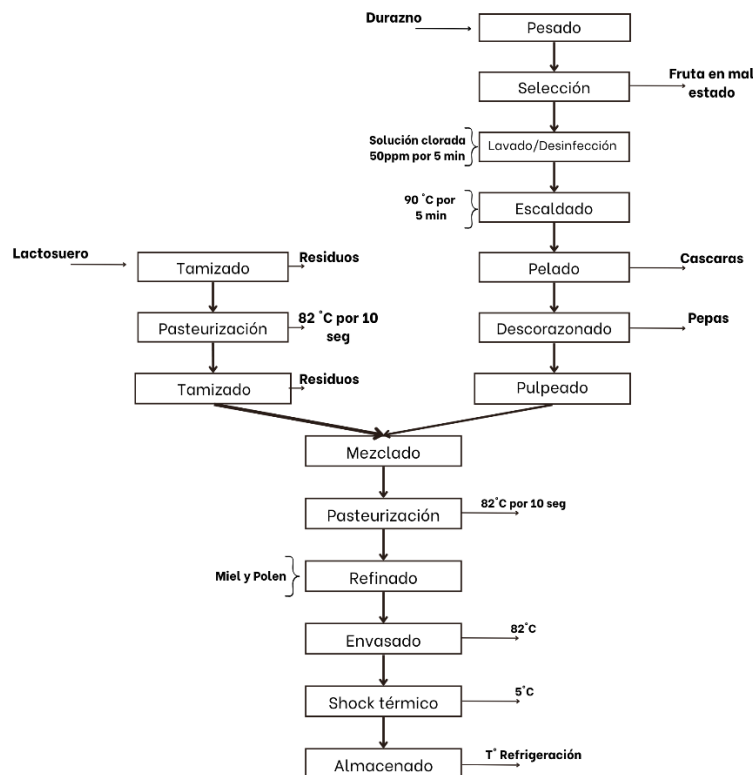 Durazno
Pesado
Selección
Fruta en mal
estado
Solución clorada
50ppm por 5 min
Lavado/Desinfección
90 °C por
5 min
Escaldado
Lactosuero
Tamizado
Residuos
Pelado
Cascaras
Pasteurización
82 °C por 10
seg
Descorazonado
Pepas
Tamizado
Residuos
Pulpeado
Mezclado
Pasteurización
82°C por 10 seg
Miel y Polen
Refinado
Envasado
82°C
Shock térmico
5°C
Almacenado
T° Refrigeración